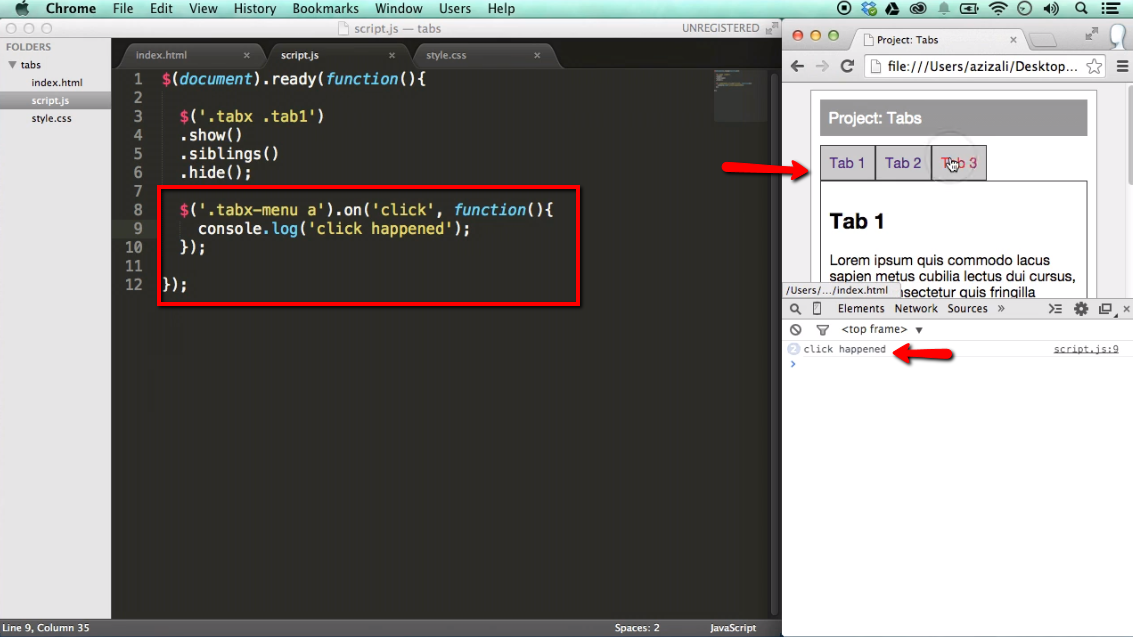 Chrome File Edit View History Bookmarks Window Users Help
script.js — tabs
UNREGISTERED
FOLDERS
tabs
index.html
script.js
style.css
index.html × script.js × style.css ×
1 $(document).ready(function(){
2
3 $('.tabx .tab1')
4 .show()
5 .siblings()
6 .hide();
7
8 $('.tabx-menu a').on('click', function(){
9 console.log('click happened');
10 });
11
12 });
Line 9, Column 35
Spaces: 2
JavaScript
Project: Tabs ×
file:///Users/azizali/Desktop...
Project: Tabs
Tab 1 Tab 2 Tab 3
Tab 1
Lorem ipsum quis commodo lacus
sapien metus cubilia lectus dui cursus,
nsectetur quis fringilla
/Users/.../index.html
Elements Network Sources »
<top frame> ▼
2 click happened script.js:9